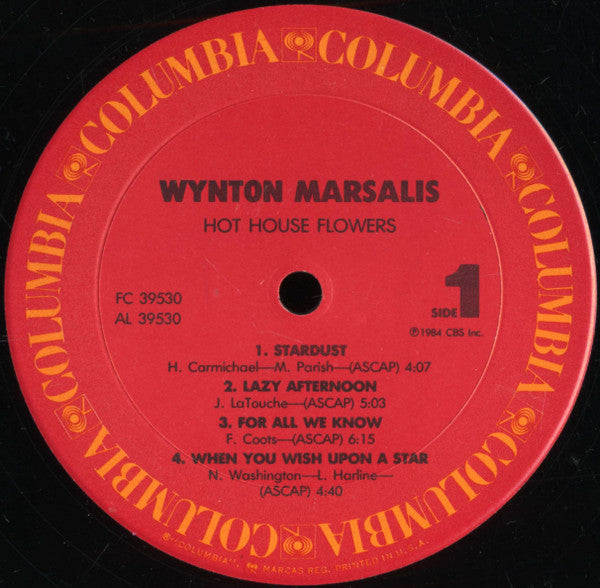 COLUMBIA COLUMBIA COLUMBIA COLUMBIA COLUMBIA COLUMBIA
WYNTON MARSALIS
HOT HOUSE FLOWERS
FC 39530
AL 39530
SIDE 1
℗1984 CBS Inc.
1. STARDUST
H. Carmichael—M. Parish—(ASCAP) 4:07
2. LAZY AFTERNOON
J. LaTouche—(ASCAP) 5:03
3. FOR ALL WE KNOW
F. Coots—(ASCAP) 6:15
4. WHEN YOU WISH UPON A STAR
N. Washington—L. Harline—
(ASCAP) 4:40
®"COLUMBIA", MARCAS REG. PRINTED IN U.S.A.